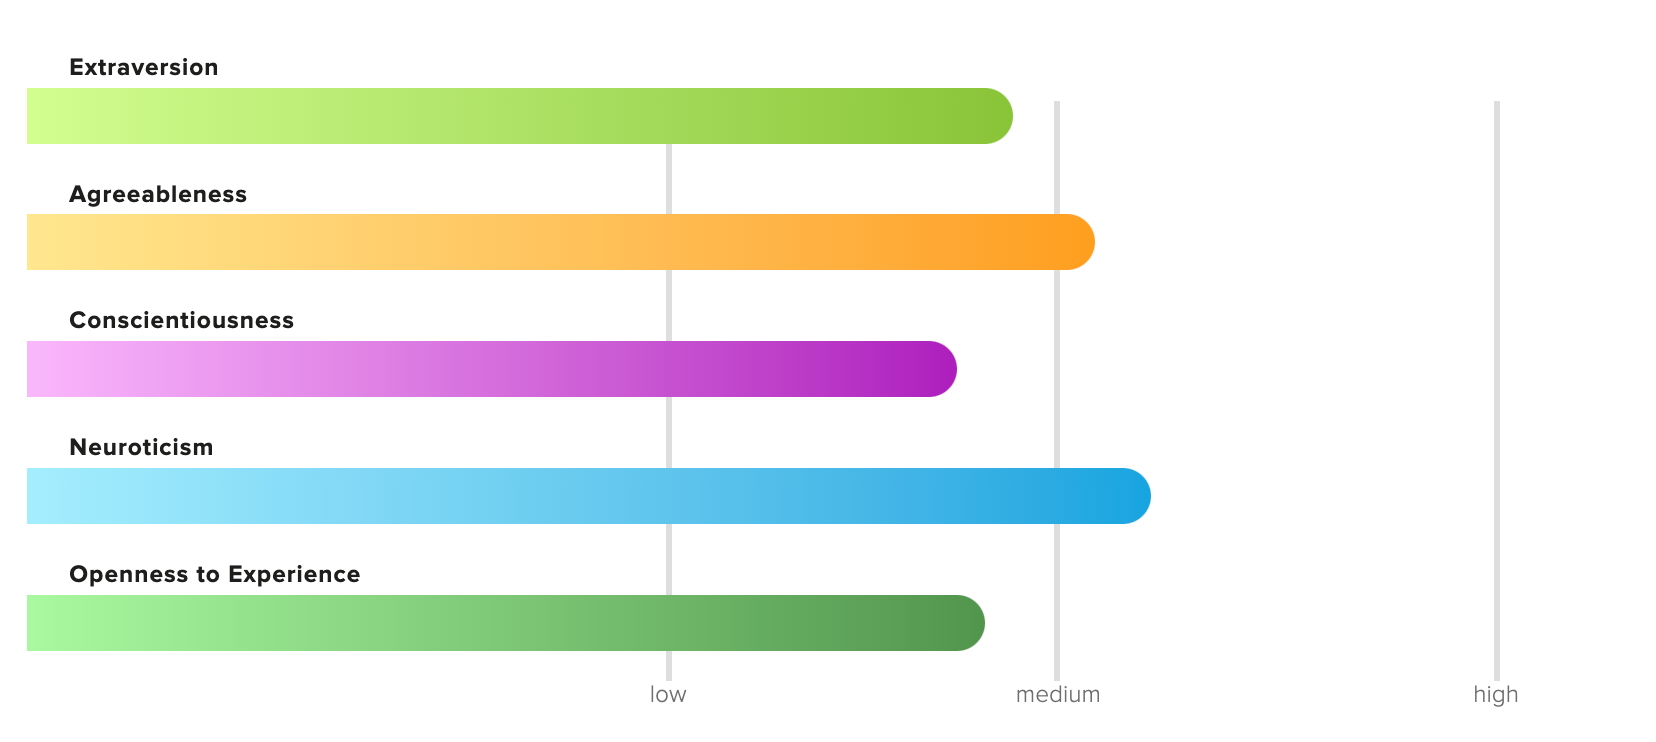 Extraversion
Agreeableness
Conscientiousness
Neuroticism
Openness to Experience
low medium high